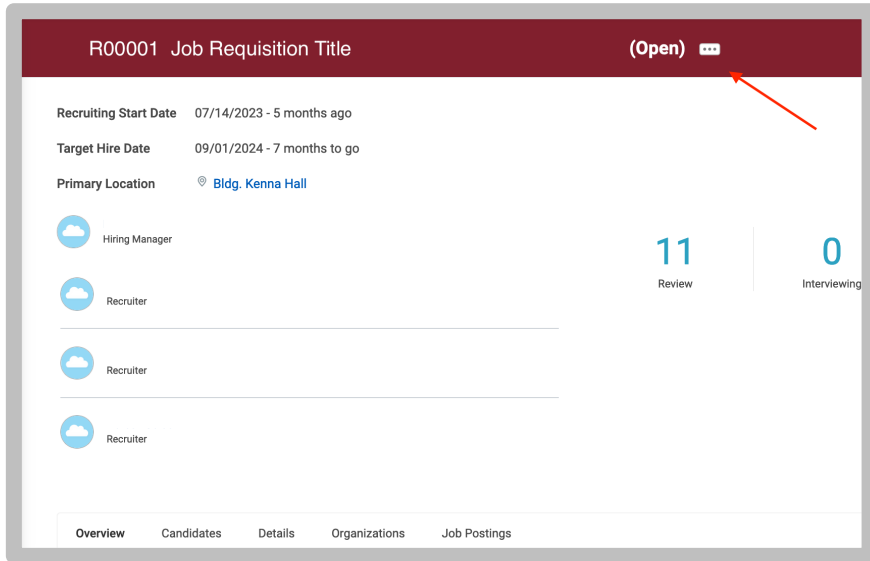 R00001 Job Requisition Title (Open)
Recruiting Start Date 07/14/2023 - 5 months ago
Target Hire Date 09/01/2024 - 7 months to go
Primary Location Bldg. Kenna Hall
Hiring Manager
11 0
Review Interviewing
Recruiter
Recruiter
Recruiter
Overview Candidates Details Organizations Job Postings